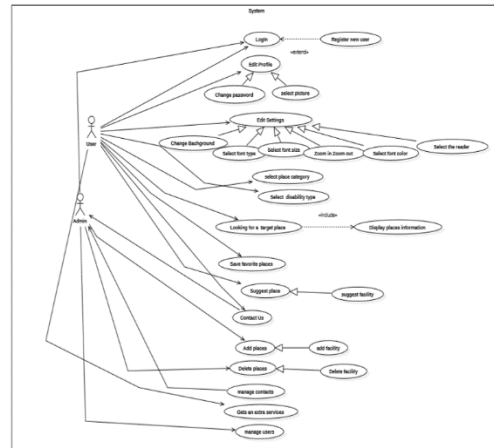 System
Login
Register new user
«extend»
Edit Profile
Change password
select picture
Edit Settings
Change Background
Select font type
Select font size
Zoom in Zoom out
Select font color
Select the reader
User
select place category
Select disability type
Admin
Looking for a target place
«include»
Display places information
Save favorite places
Suggest place
suggest facility
Contact Us
Add places
add facility
Delete places
Delete facility
manage contacts
Gets an extra services
manage users